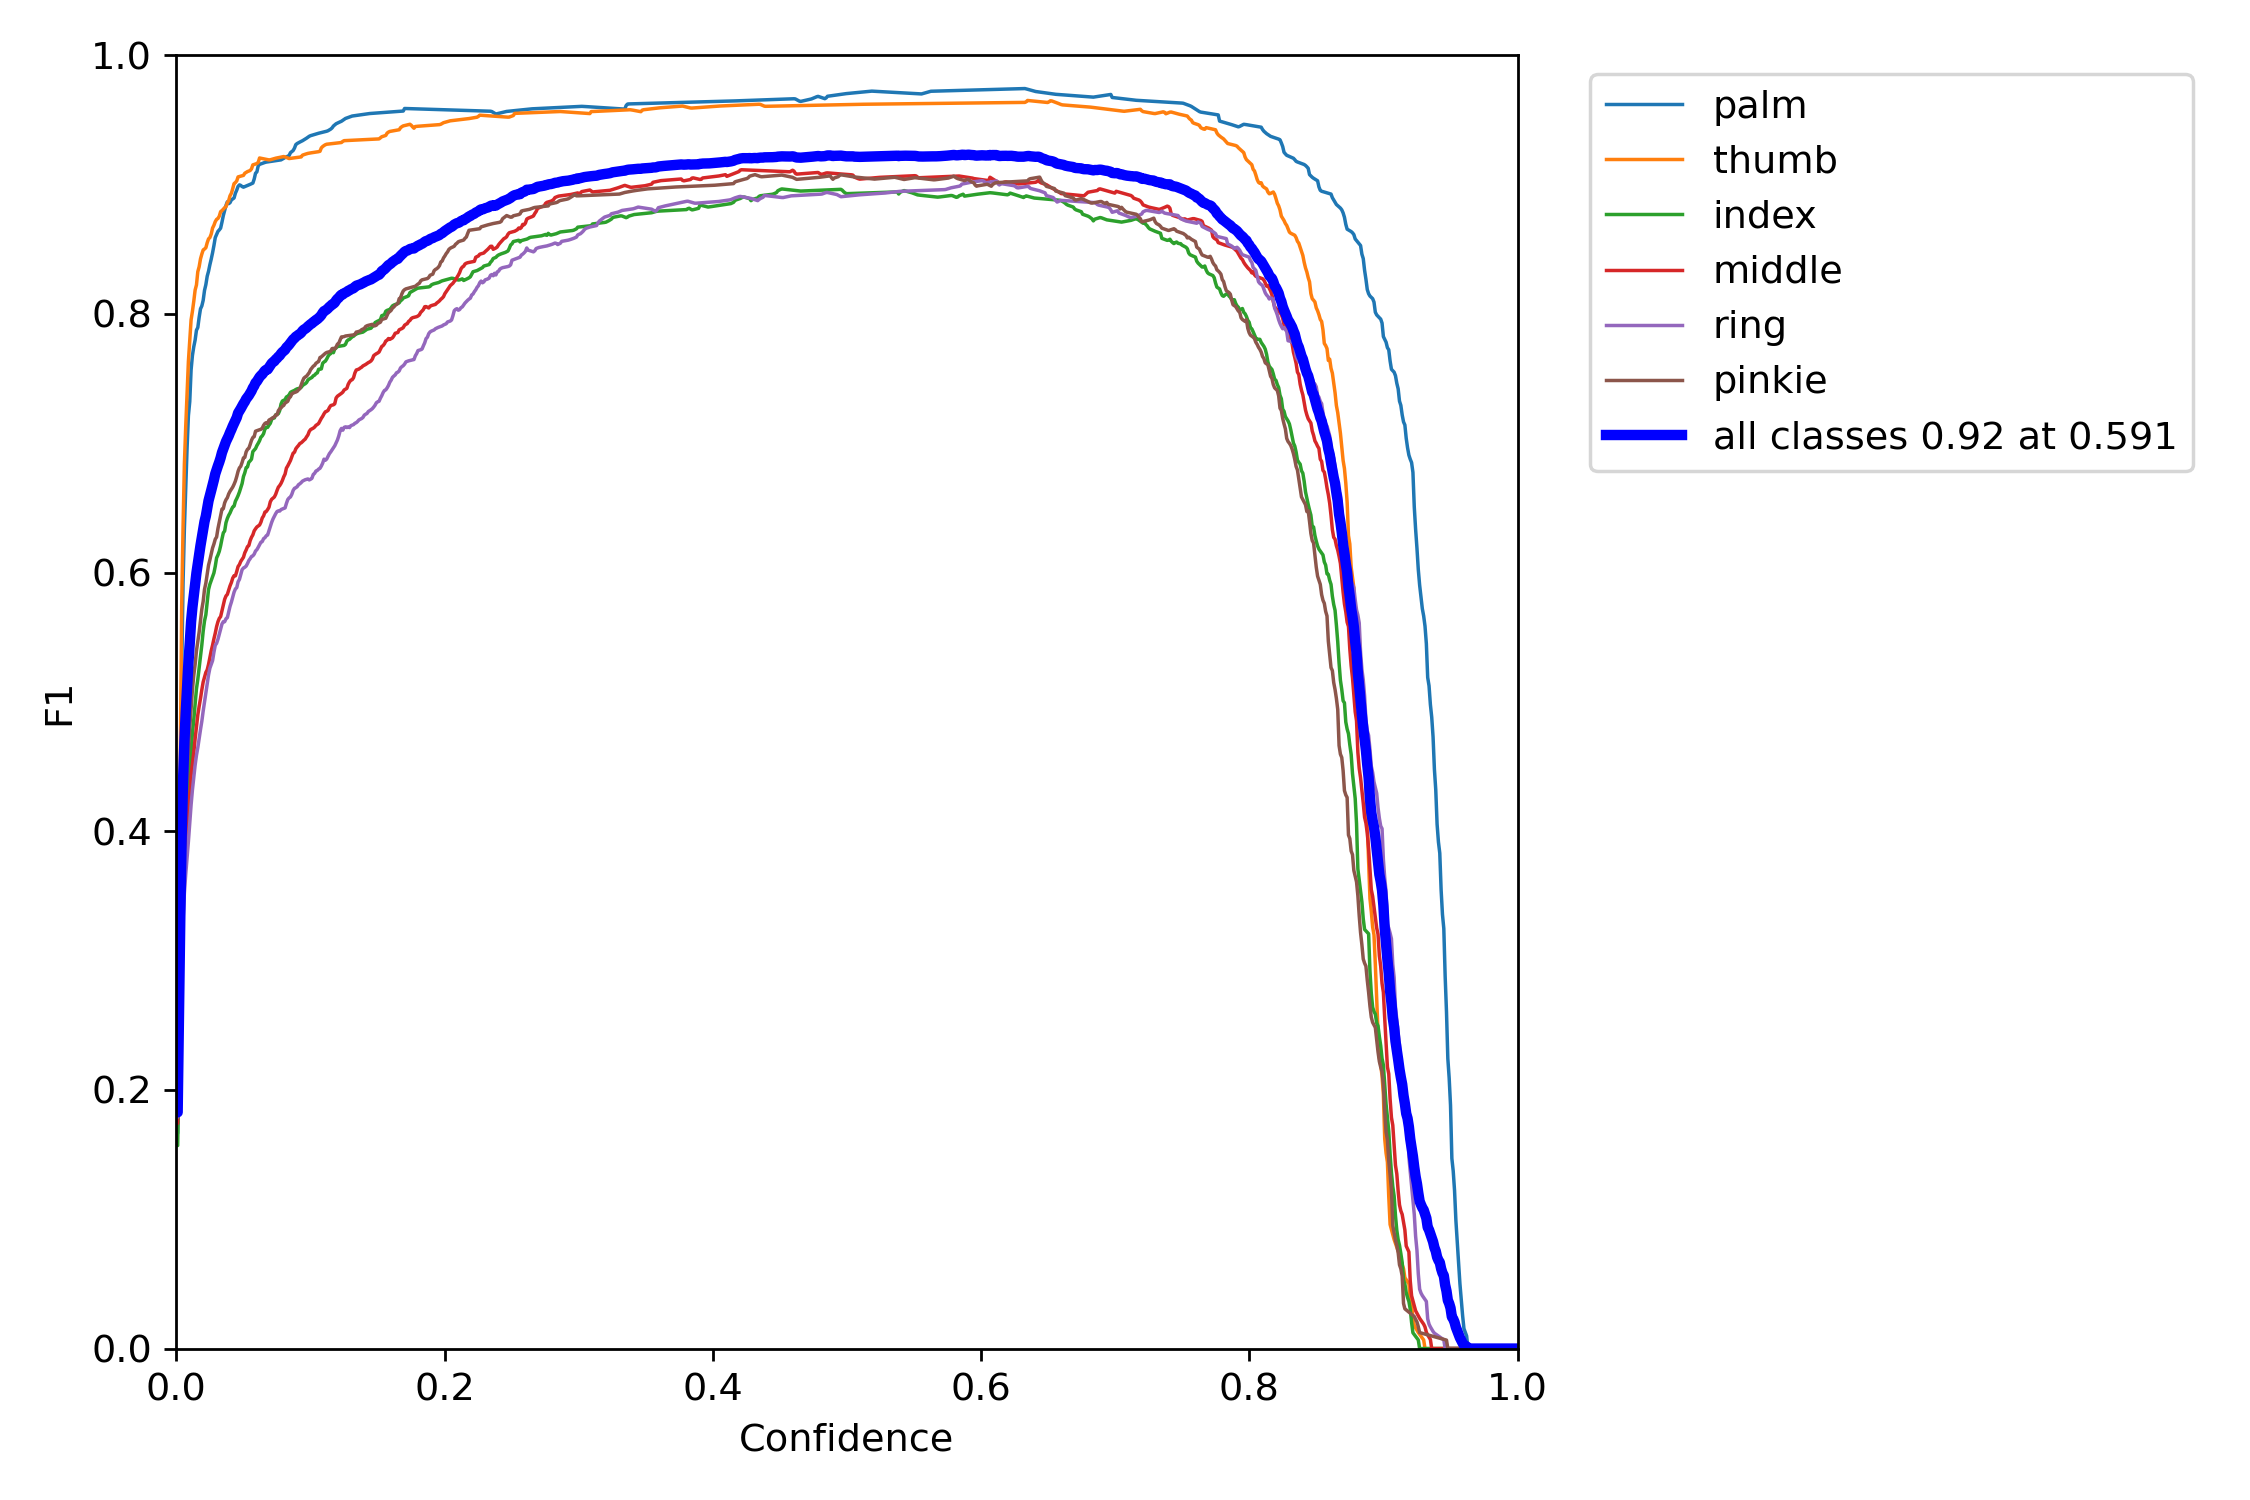 1.0
0.8
0.6
0.4
0.2
0.0
F1
0.0 0.2 0.4 0.6 0.8 1.0
Confidence
palm
thumb
index
middle
ring
pinkie
all classes 0.92 at 0.591